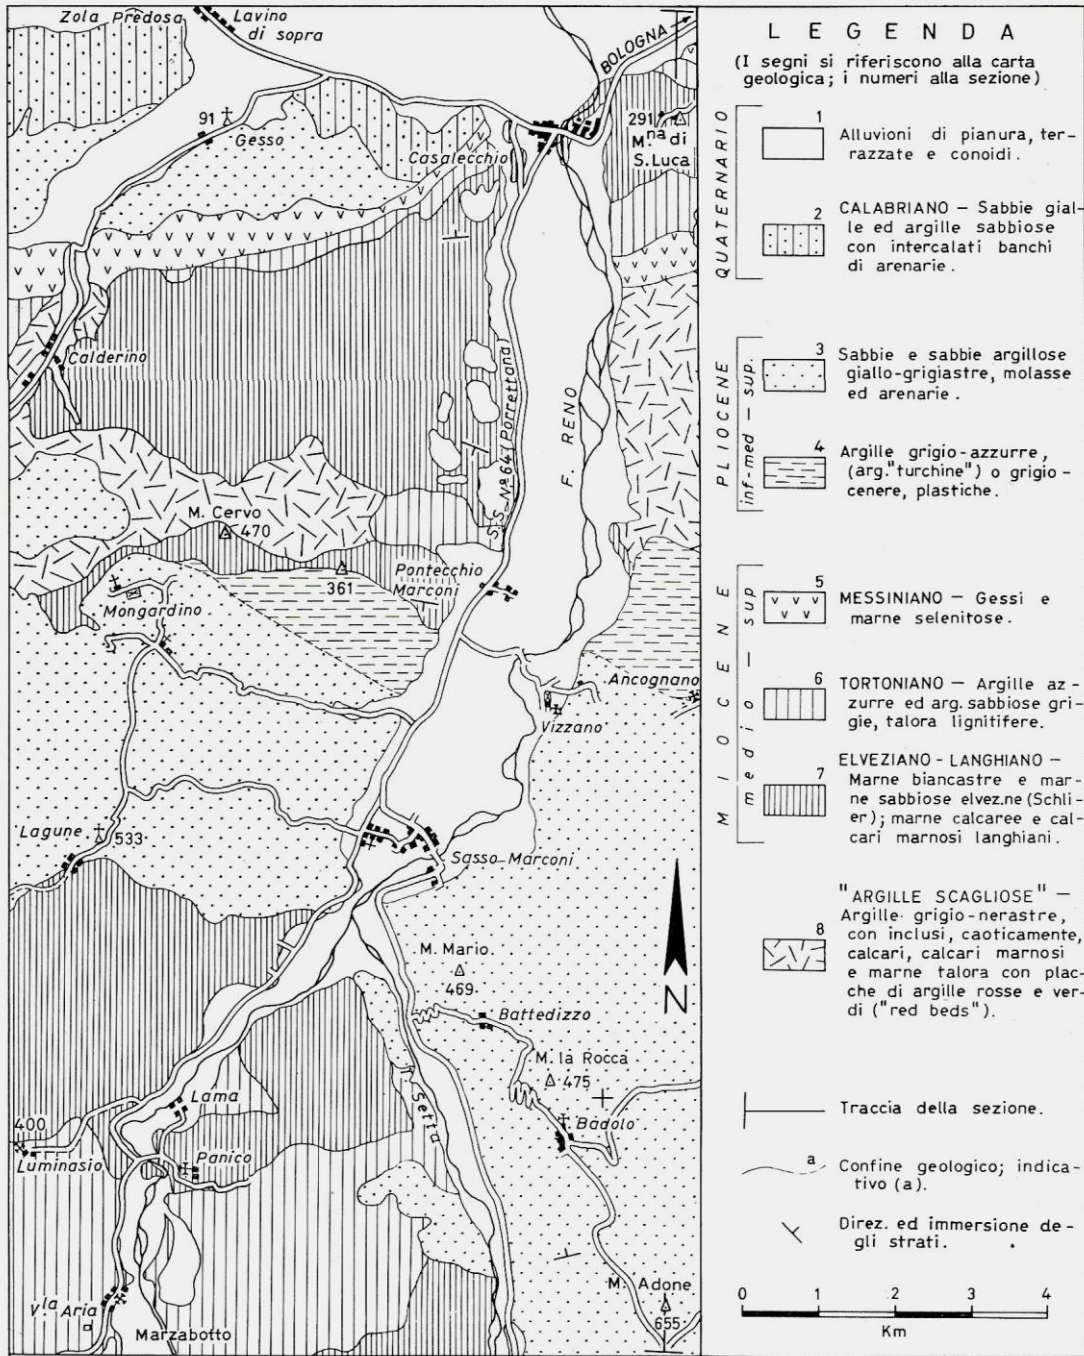 Zola Predosa
Lavino
di sopra
BOLOGNA
91
Gesso
291
M.na di
S. Luca
Casalecchio
Calderino
S.S. N° 64 (Porrettana)
F. RENO
M. Cervo
470
361
Pontecchio
Marconi
Mongardino
Ancognano
Vizzano
Lagune
533
Sasso Marconi
M. Mario
469
Battedizzo
M. la Rocca
475
Badolo
T. Setta
Lama
400
Luminasio
Panico
V.la Aria
Marzabotto
M. Adone
655
LEGENDA
(I segni si riferiscono alla carta
geologica; i numeri alla sezione)
QUATERNARIO
1
Alluvioni di pianura, ter-
razzate e conoidi.
2
CALABRIANO – Sabbie gial-
le ed argille sabbiose
con intercalati banchi
di arenarie.
PLIOCENE
inf-med – sup.
3
Sabbie e sabbie argillose
giallo-grigiastre, molasse
ed arenarie.
4
Argille grigio-azzurre,
(arg."turchine") o grigio-
cenere, plastiche.
MIOCENE
medio – sup
5
MESSINIANO – Gessi e
marne selenitose.
6
TORTONIANO – Argille az-
zurre ed arg. sabbiose gri-
gie, talora lignitifere.
7
ELVEZIANO - LANGHIANO –
Marne biancastre e mar-
ne sabbiose elvez.ne (Schli-
er); marne calcaree e cal-
cari marnosi langhiani.
8
"ARGILLE SCAGLIOSE" –
Argille grigio-nerastre,
con inclusi, caoticamente,
calcari, calcari marnosi
e marne talora con plac-
che di argille rosse e ver-
di ("red beds").
N
Traccia della sezione.
a
Confine geologico; indica-
tivo (a).
Direz. ed immersione de-
gli strati.
0 1 2 3 4
Km